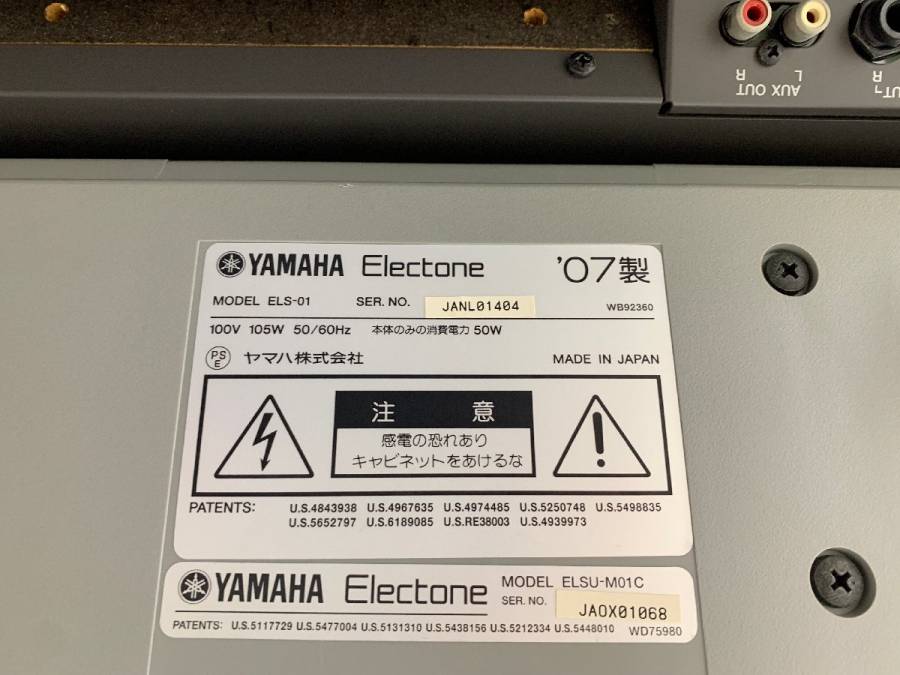 R L
AUX OUT
R
YAMAHA Electone '07製
MODEL ELS-01 SER. NO. JANL01404 WB92360
100V 105W 50/60Hz 本体のみの消費電力 50W
PSE ヤマハ株式会社 MADE IN JAPAN
注 意
感電の恐れあり
キャビネットをあけるな
PATENTS: U.S.4843938 U.S.4967635 U.S.4974485 U.S.5250748 U.S.5498835
U.S.5652797 U.S.6189085 U.S.RE38003 U.S.4939973
YAMAHA Electone MODEL ELSU-M01C
SER. NO. JAOX01068
PATENTS: U.S.5117729 U.S.5477004 U.S.5131310 U.S.5438156 U.S.5212334 U.S.5448010 WD75980